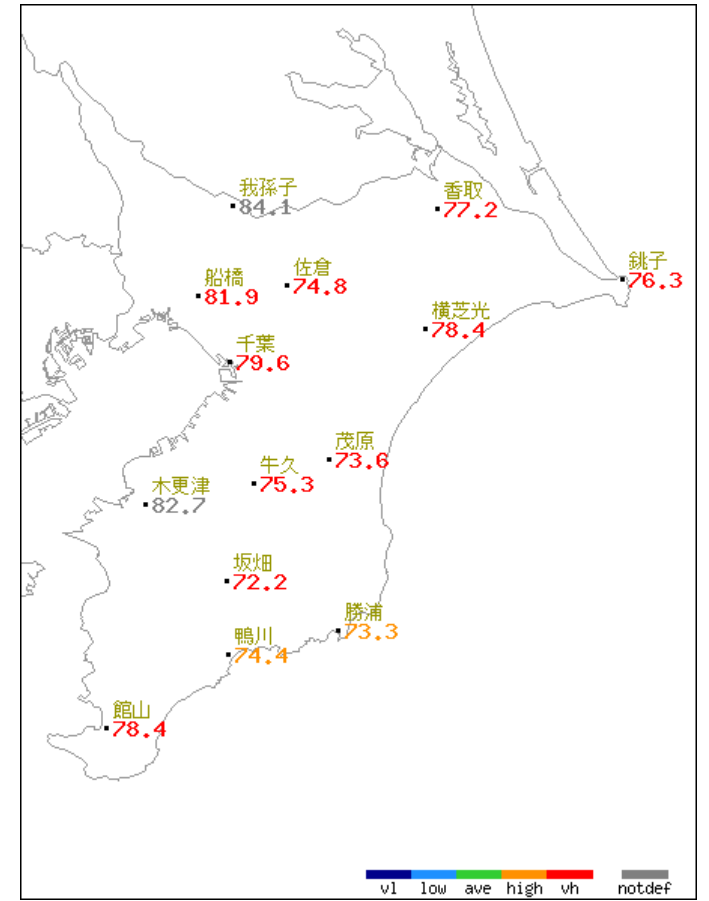 我孫子
84.1
香取
77.2
銚子
76.3
佐倉
74.8
船橋
81.9
横芝光
78.4
千葉
79.6
茂原
73.6
牛久
75.3
木更津
82.7
坂畑
72.2
勝浦
73.3
鴨川
74.4
館山
78.4
vl low ave high vh notdef